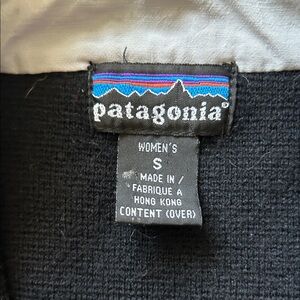 patagonia®
WOMEN'S
S
MADE IN /
FABRIQUE A
HONG KONG
CONTENT (OVER)